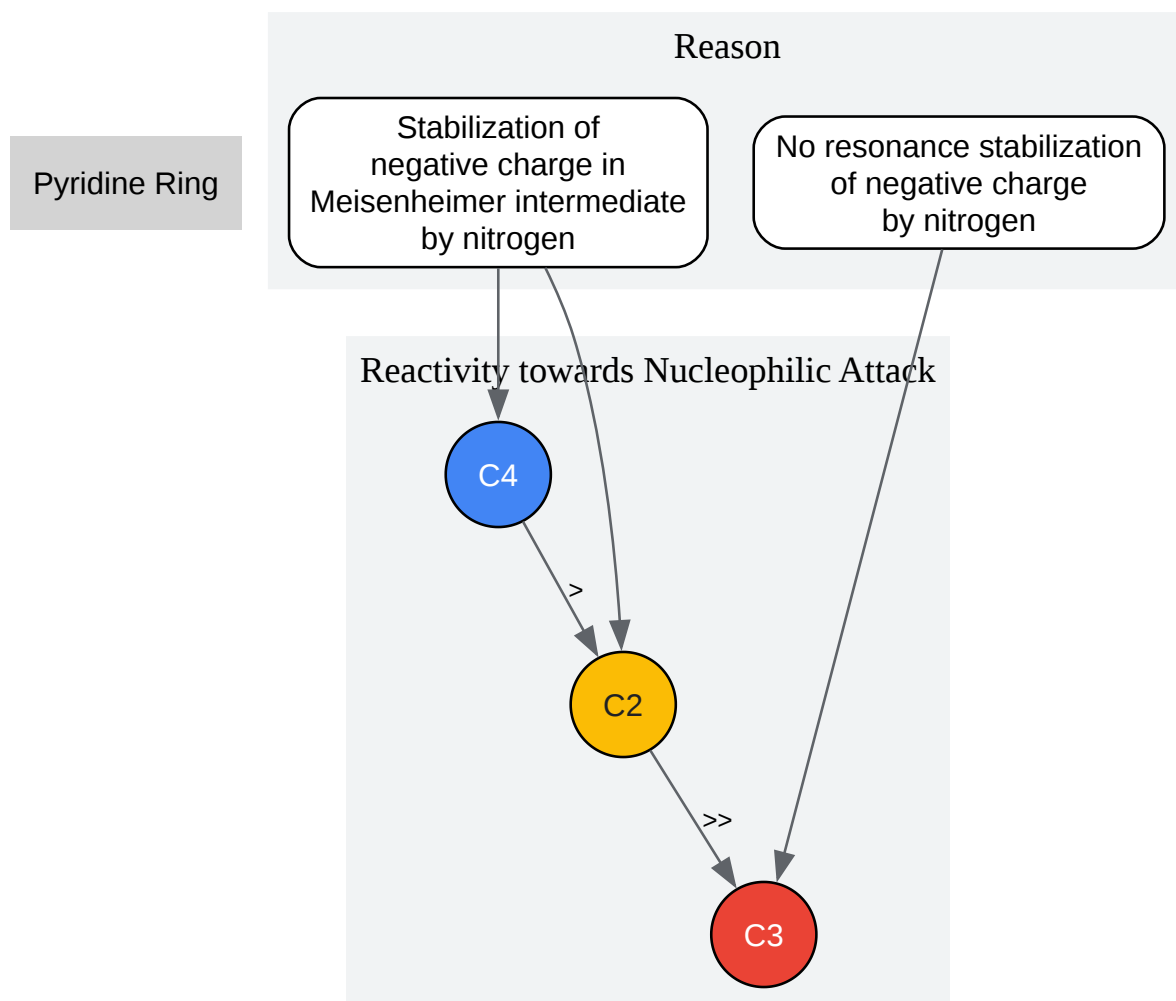 Reason
Pyridine Ring
Stabilization of
negative charge in
Meisenheimer intermediate
by nitrogen
No resonance stabilization
of negative charge
by nitrogen
Reactivity towards Nucleophilic Attack
C4
>
C2
>>
C3